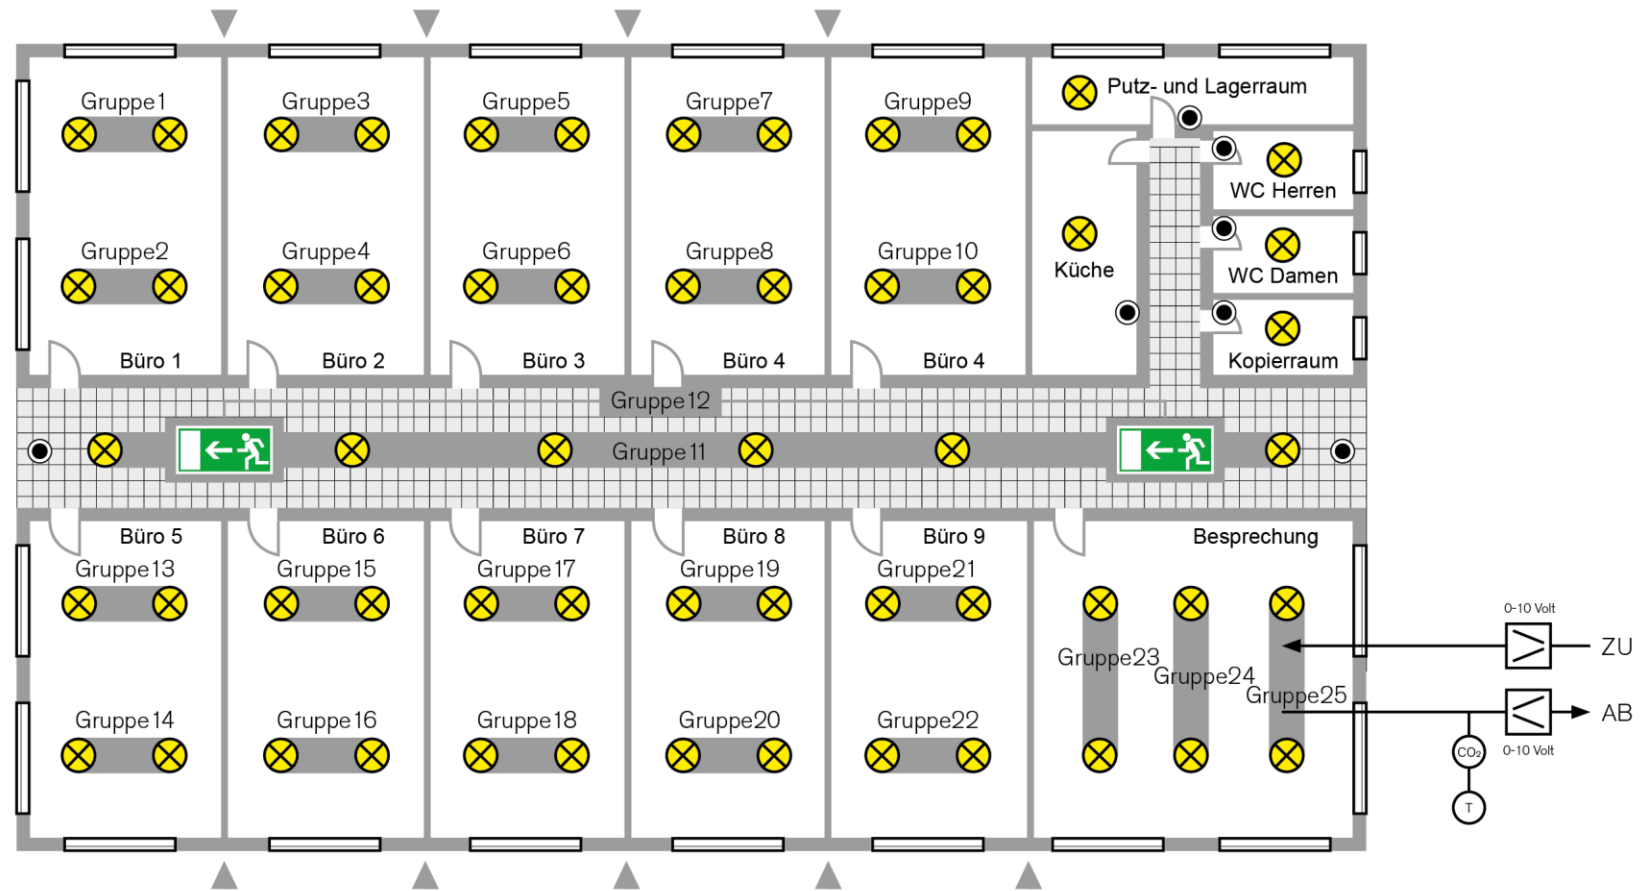 Putz- und Lagerraum
Gruppe1
Gruppe3
Gruppe5
Gruppe7
Gruppe9
WC Herren
Gruppe2
Gruppe4
Gruppe6
Gruppe8
Gruppe10
Küche
WC Damen
Büro 1
Büro 2
Büro 3
Büro 4
Büro 4
Kopierraum
Gruppe12
Gruppe11
Büro 5
Büro 6
Büro 7
Büro 8
Büro 9
Besprechung
Gruppe13
Gruppe15
Gruppe17
Gruppe19
Gruppe21
0-10 Volt
ZU
Gruppe23
Gruppe24
Gruppe25
AB
Gruppe14
Gruppe16
Gruppe18
Gruppe20
Gruppe22
CO₂
0-10 Volt
T